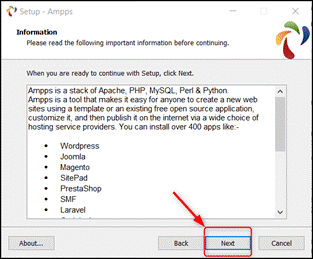 Setup - Ampps
Information
Please read the following important information before continuing.
When you are ready to continue with Setup, click Next.
Ampps is a stack of Apache, PHP, MySQL, Perl & Python.
Ampps is a tool that makes it easy for anyone to create a new web
sites using a template or an existing free open source application,
customize it, and then publish it on the internet via a wide choice of
hosting service providers. You can install over 400 apps like:-
• Wordpress
• Joomla
• Magento
• SitePad
• PrestaShop
• SMF
• Laravel
About...
Back
Next
Cancel